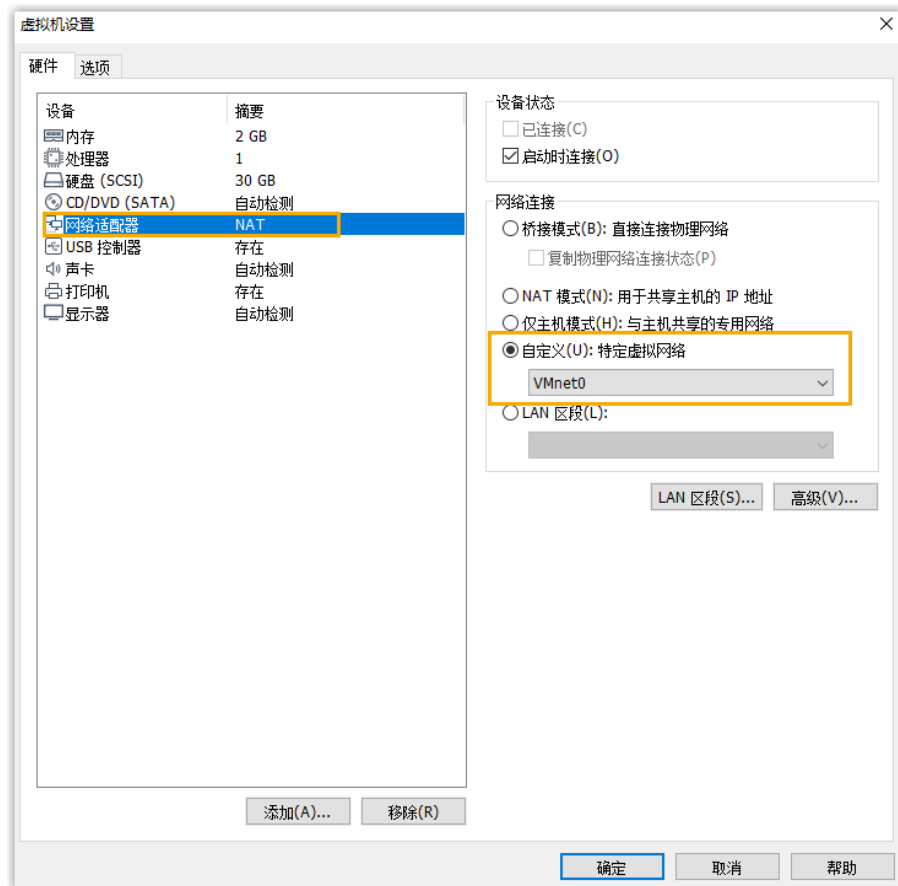 虚拟机设置
硬件 选项
设备 摘要
内存 2 GB
处理器 1
硬盘 (SCSI) 30 GB
CD/DVD (SATA) 自动检测
网络适配器 NAT
USB 控制器 存在
声卡 自动检测
打印机 存在
显示器 自动检测
添加(A)... 移除(R)
设备状态
已连接(C)
启动时连接(O)
网络连接
桥接模式(B): 直接连接物理网络
复制物理网络连接状态(P)
NAT 模式(N): 用于共享主机的 IP 地址
仅主机模式(H): 与主机共享的专用网络
自定义(U): 特定虚拟网络
VMnet0
LAN 区段(L):
LAN 区段(S)... 高级(V)...
确定 取消 帮助